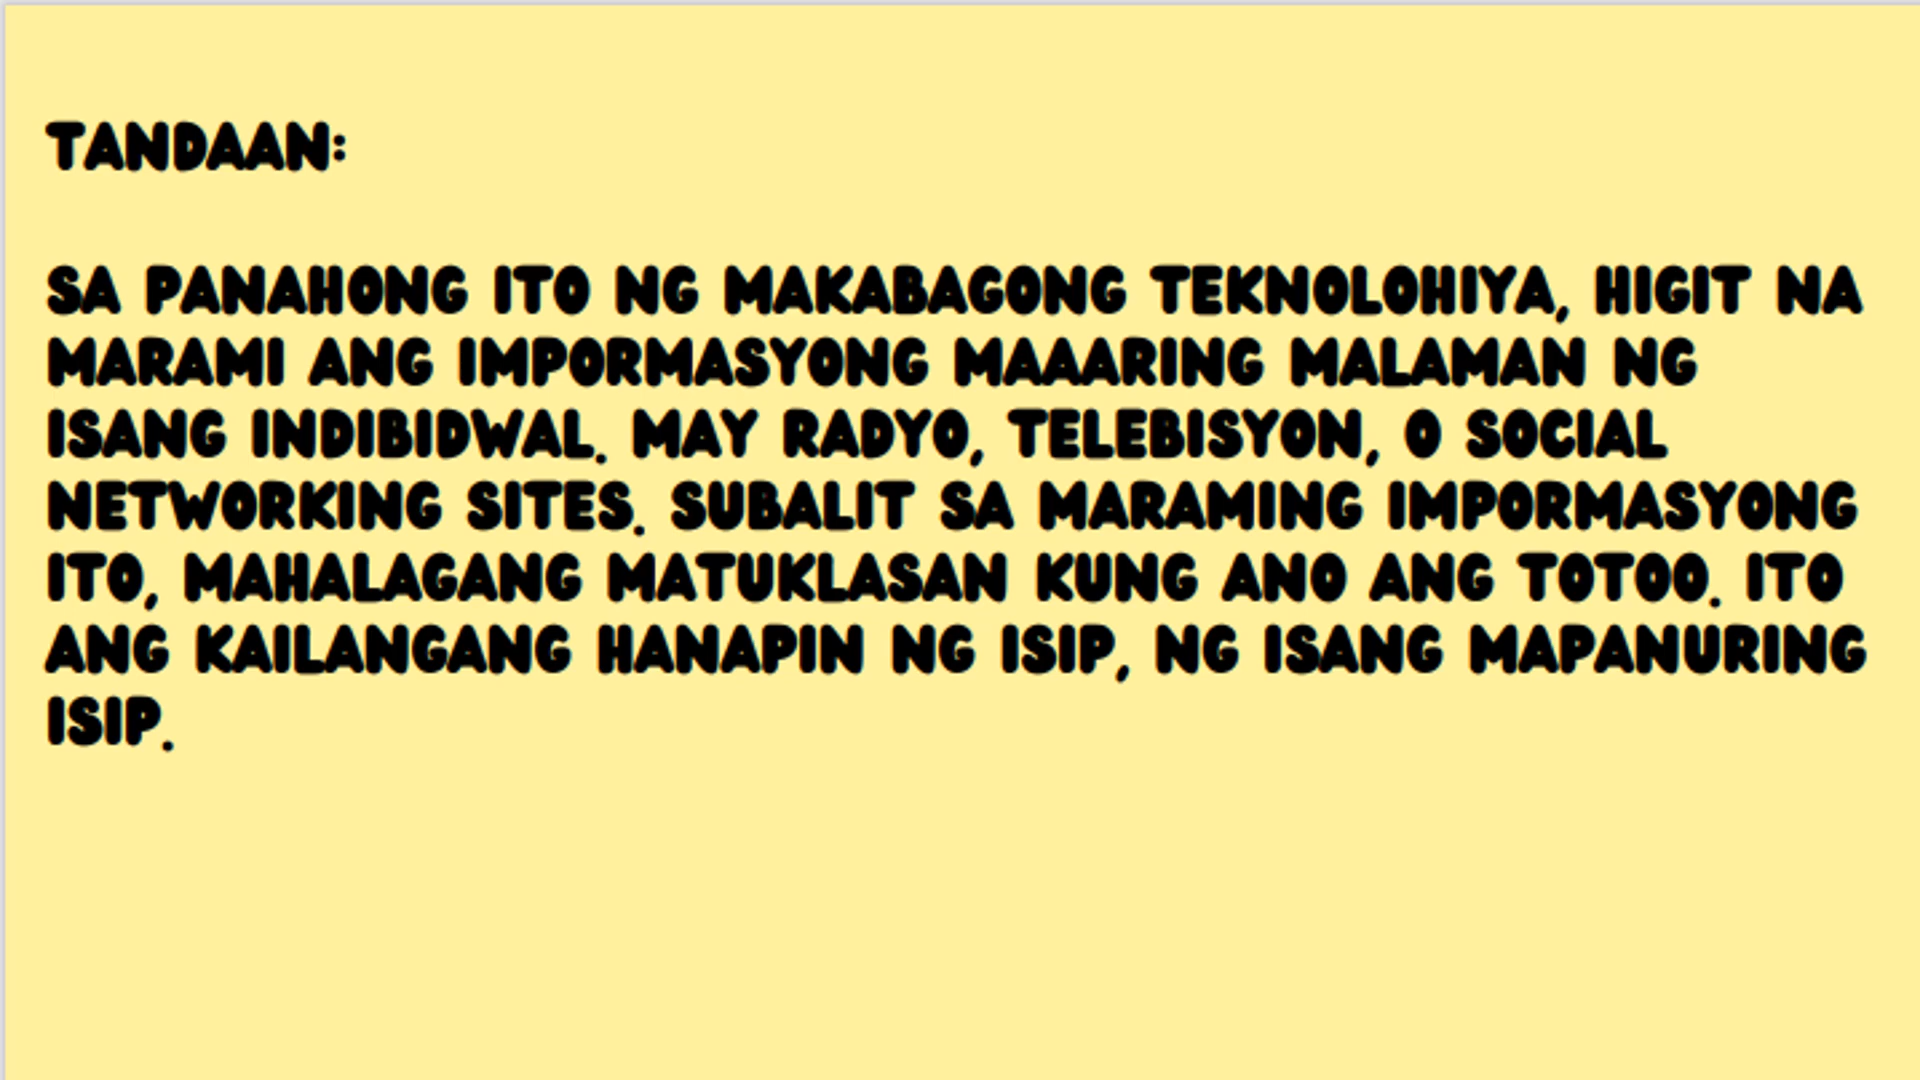 TANDAAN:
SA PANAHONG ITO NG MAKABAGONG TEKNOLOHIYA, HIGIT NA
MARAMI ANG IMPORMASYONG MAAARING MALAMAN NG
ISANG INDIBIDWAL. MAY RADYO, TELEBISYON, O SOCIAL
NETWORKING SITES. SUBALIT SA MARAMING IMPORMASYONG
ITO, MAHALAGANG MATUKLASAN KUNG ANO ANG TOTOO. ITO
ANG KAILANGANG HANAPIN NG ISIP, NG ISANG MAPANURING
ISIP.